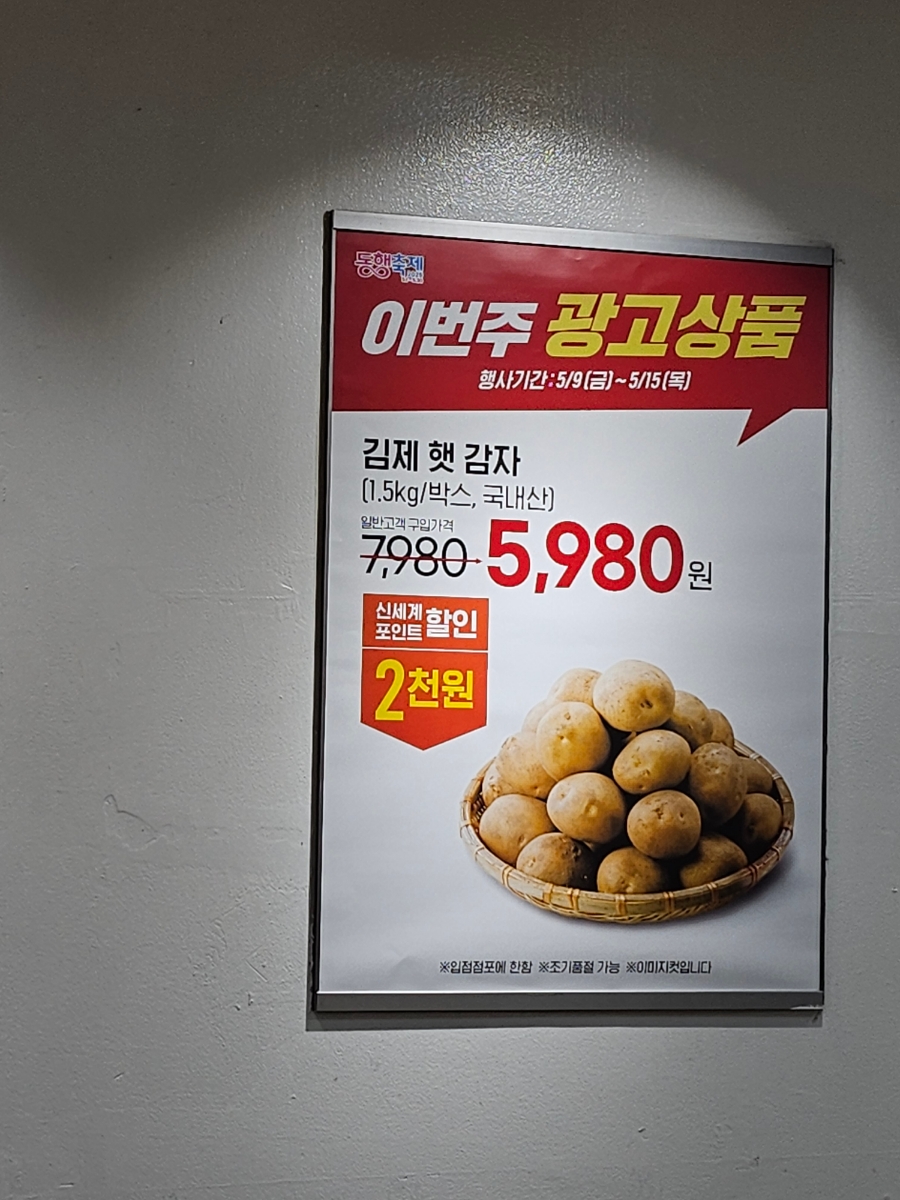 동행축제
이번주 광고상품
행사기간 : 5/9(금) ~ 5/15(목)
김제 햇 감자
(1.5kg/박스, 국내산)
일반고객 구입가격
7,980 5,980원
신세계
포인트 할인
2천원
※입점점포에 한함 ※조기품절 가능 ※이미지컷입니다